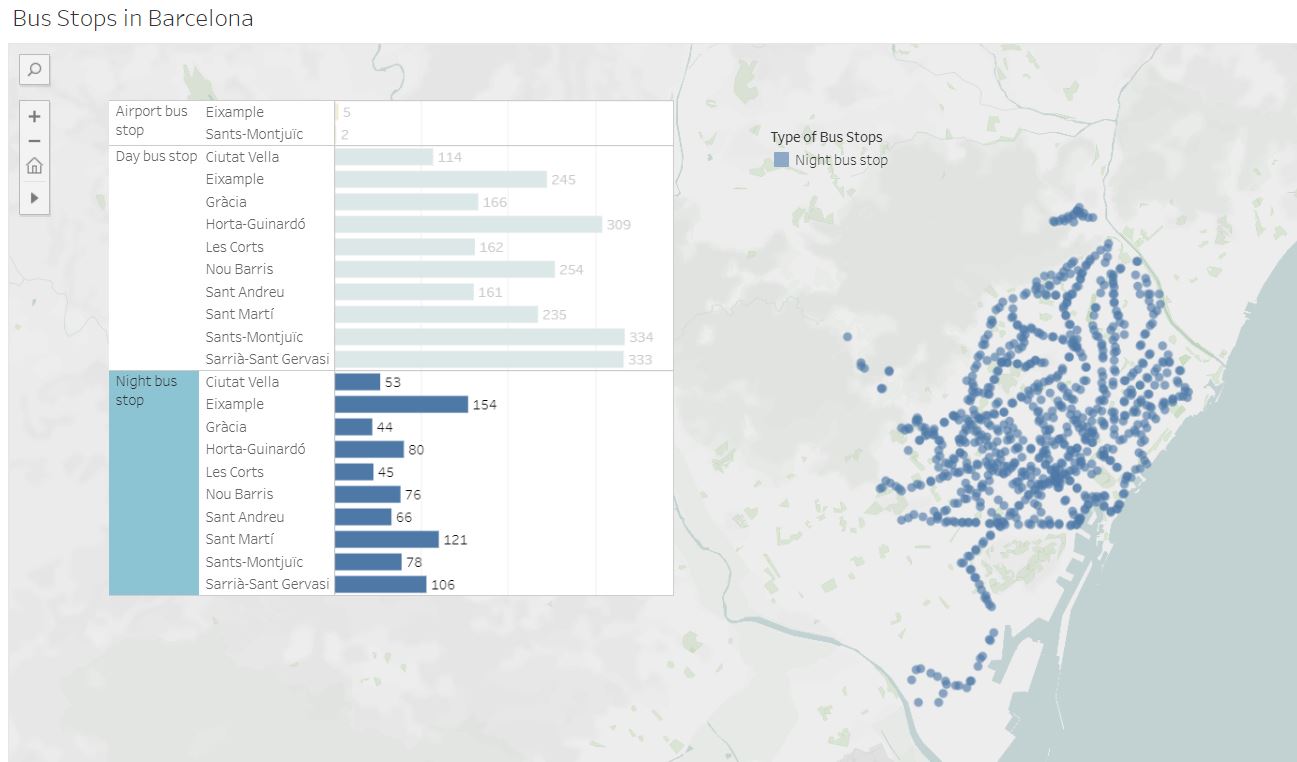 Bus Stops in Barcelona
Airport bus stop
Eixample 5
Sants-Montjuïc 2
Day bus stop
Ciutat Vella 114
Eixample 245
Gràcia 166
Horta-Guinardó 309
Les Corts 162
Nou Barris 254
Sant Andreu 161
Sant Martí 235
Sants-Montjuïc 334
Sarrià-Sant Gervasi 333
Night bus stop
Ciutat Vella 53
Eixample 154
Gràcia 44
Horta-Guinardó 80
Les Corts 45
Nou Barris 76
Sant Andreu 66
Sant Martí 121
Sants-Montjuïc 78
Sarrià-Sant Gervasi 106
Type of Bus Stops
Night bus stop